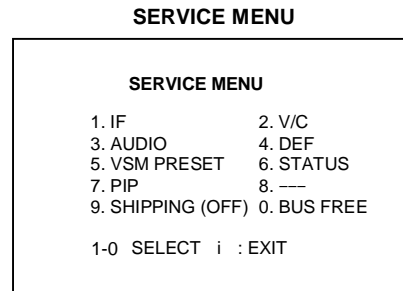 SERVICE MENU
SERVICE MENU
1. IF 2. V/C
3. AUDIO 4. DEF
5. VSM PRESET 6. STATUS
7. PIP 8. −−−
9. SHIPPING (OFF) 0. BUS FREE
1-0 SELECT i : EXIT